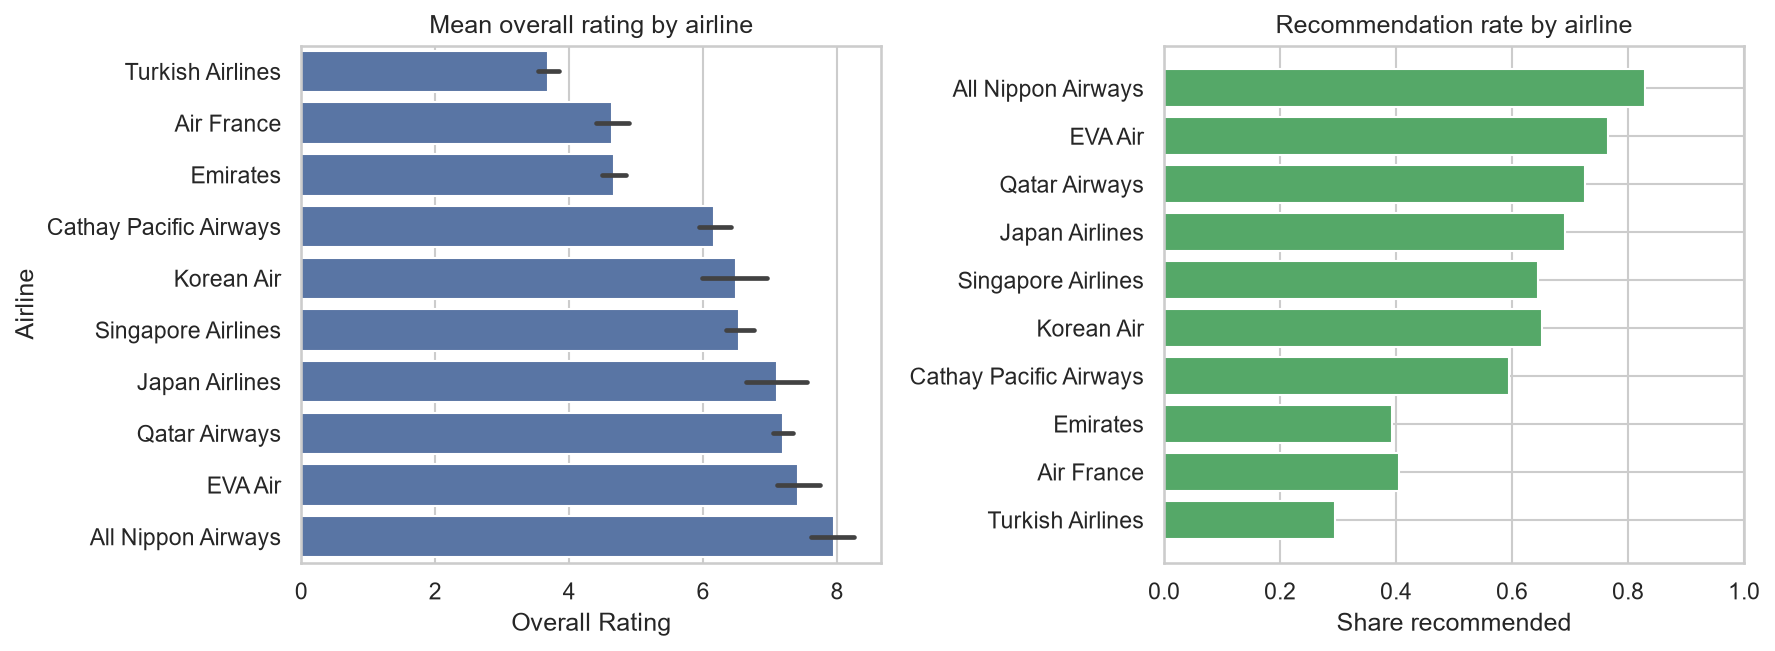 Mean overall rating by airline
Turkish Airlines
Air France
Emirates
Cathay Pacific Airways
Korean Air
Singapore Airlines
Japan Airlines
Qatar Airways
EVA Air
All Nippon Airways
Airline
0 2 4 6 8
Overall Rating
Recommendation rate by airline
All Nippon Airways
EVA Air
Qatar Airways
Japan Airlines
Singapore Airlines
Korean Air
Cathay Pacific Airways
Emirates
Air France
Turkish Airlines
0.0 0.2 0.4 0.6 0.8 1.0
Share recommended